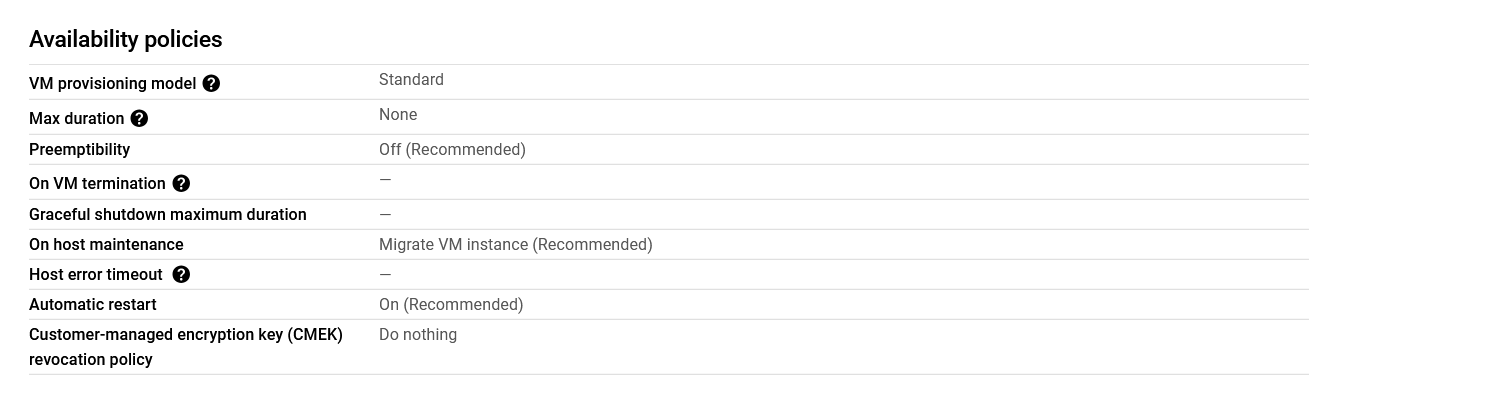 Availability policies
VM provisioning model ? Standard
Max duration ? None
Preemptibility Off (Recommended)
On VM termination ? —
Graceful shutdown maximum duration —
On host maintenance Migrate VM instance (Recommended)
Host error timeout ? —
Automatic restart On (Recommended)
Customer-managed encryption key (CMEK) Do nothing
revocation policy